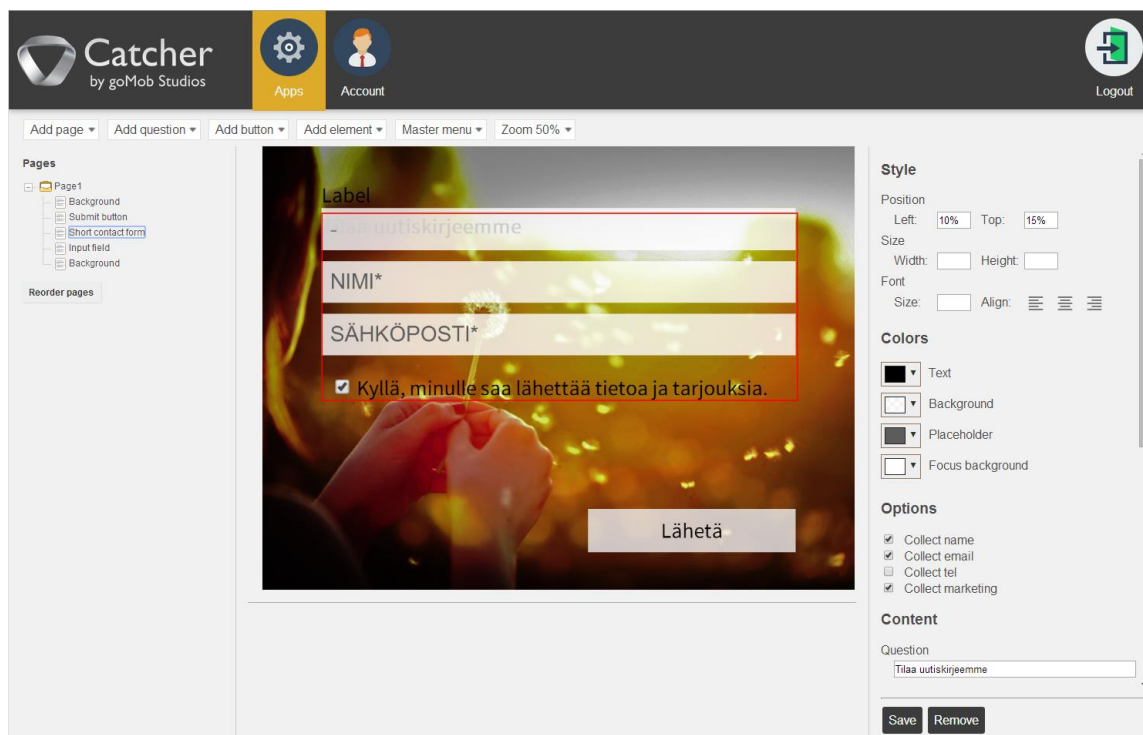 Catcher
by goMob Studios
Apps
Account
Logout
Add page
Add question
Add button
Add element
Master menu
Zoom 50%
Pages
Page1
Background
Submit button
Short contact form
Input field
Background
Reorder pages
Label
-
Tilaa uutiskirjeemme
NIMI*
SÄHKÖPOSTI*
Kyllä, minulle saa lähettää tietoa ja tarjouksia.
Lähetä
Style
Position
Left: 10% Top: 15%
Size
Width: Height:
Font
Size: Align:
Colors
Text
Background
Placeholder
Focus background
Options
Collect name
Collect email
Collect tel
Collect marketing
Content
Question
Tilaa uutiskirjeemme
Save Remove